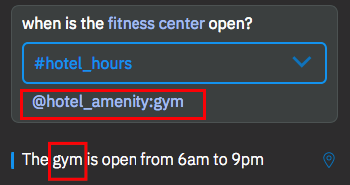 when is the fitness center open?
#hotel_hours
@hotel_amenity:gym
The gym is open from 6am to 9pm